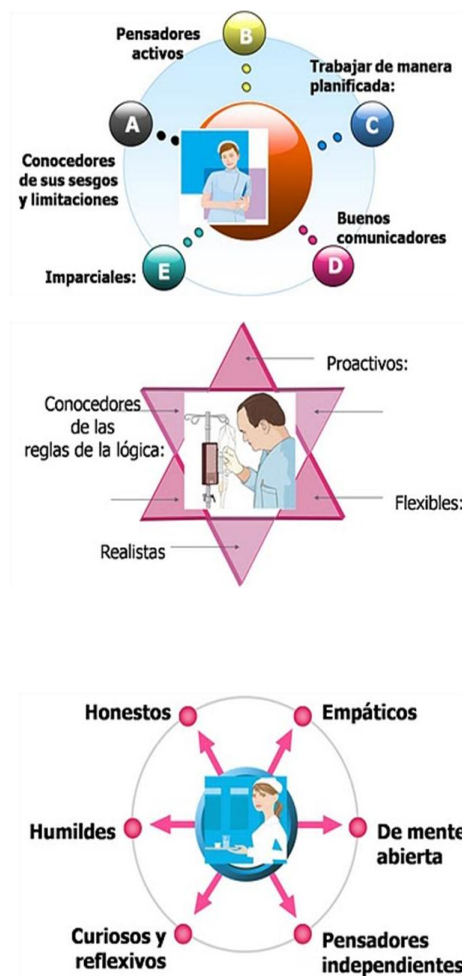 Pensadores
activos
B
Trabajar de manera
planificada:
A
C
Conocedores
de sus sesgos
y limitaciones
Buenos
comunicadores
Imparciales:
E
D
Proactivos:
Conocedores
de las
reglas de la lógica:
Flexibles:
Realistas
Honestos
Empáticos
Humildes
De mente
abierta
Curiosos y
reflexivos
Pensadores
independientes